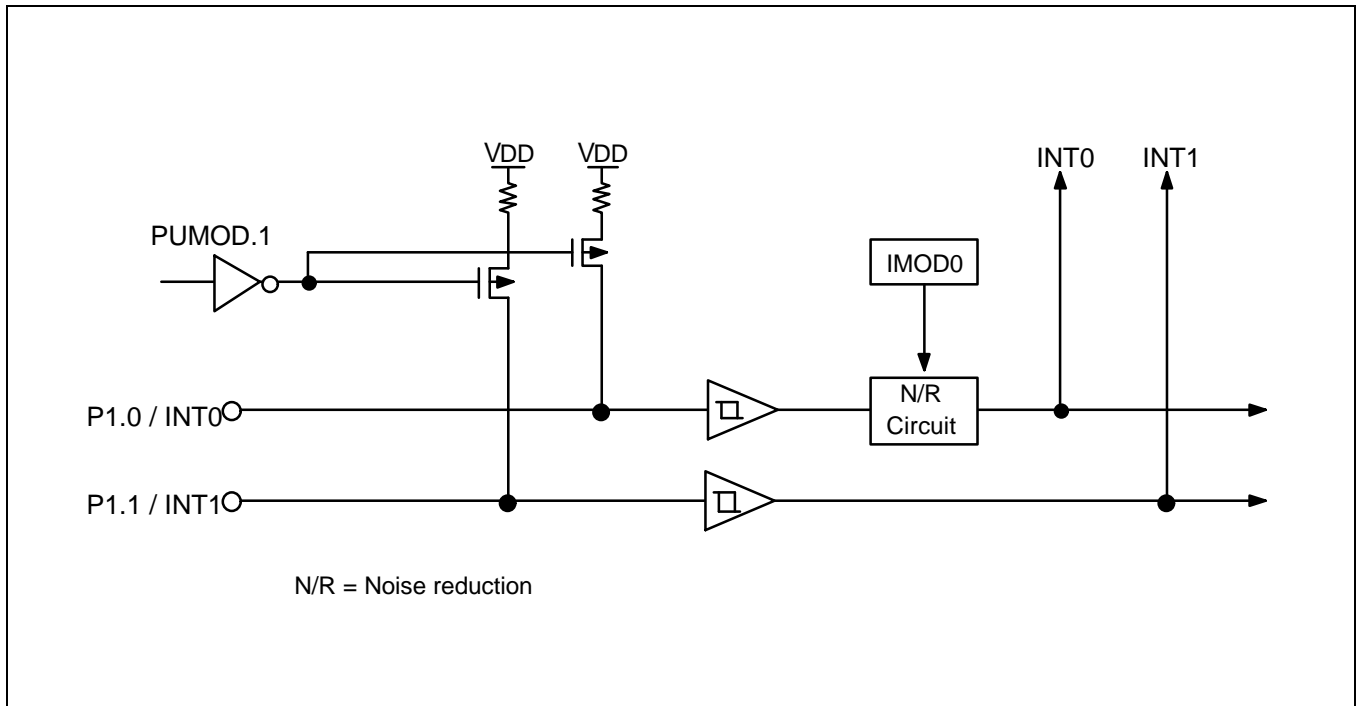 VDD VDD
INT0 INT1
PUMOD.1
IMOD0
P1.0 / INT0
N/R
Circuit
P1.1 / INT1
N/R = Noise reduction